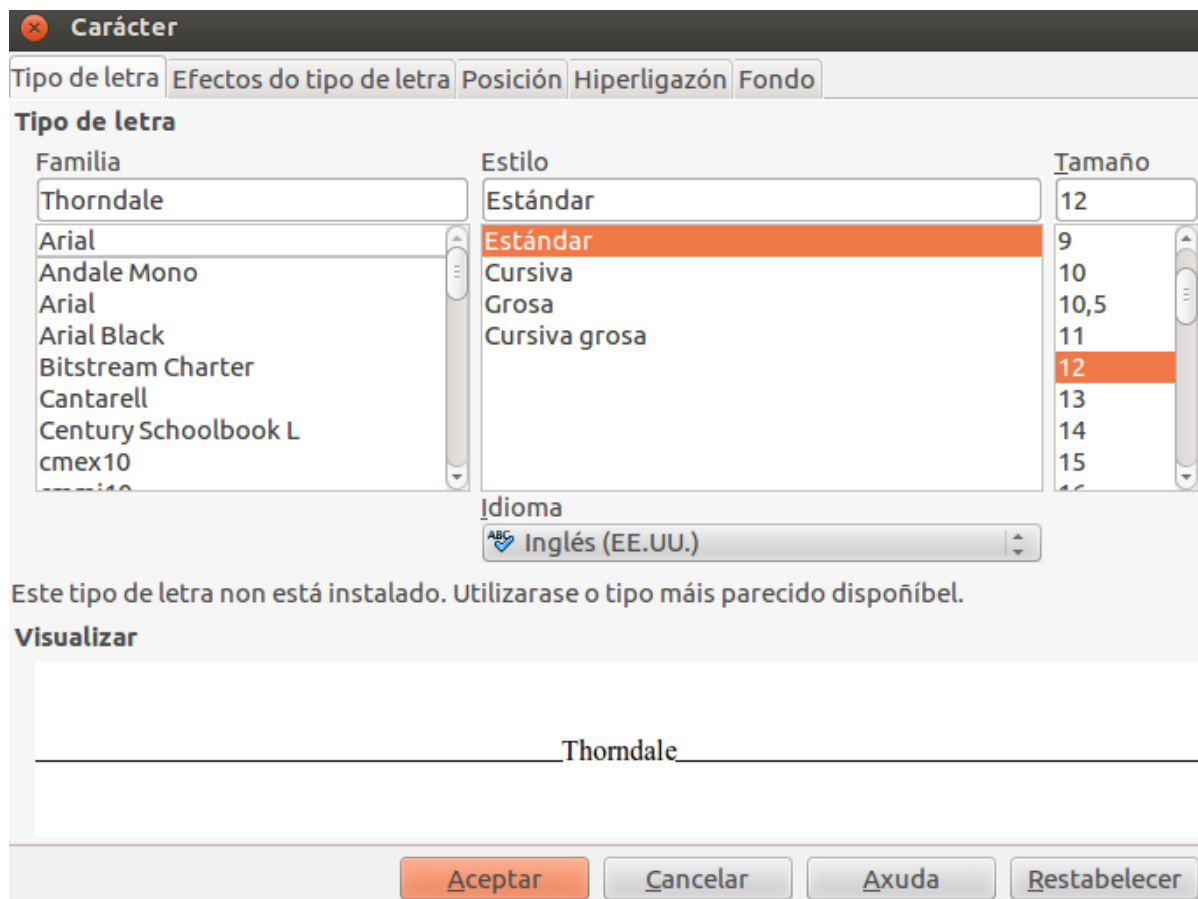 Carácter
Tipo de letra Efectos do tipo de letra Posición Hiperligazón Fondo
Tipo de letra
Familia Estilo Tamaño
Thorndale Estándar 12
Arial Estándar 9
Andale Mono Cursiva 10
Arial Grosa 10,5
Arial Black Cursiva grosa 11
Bitstream Charter 12
Cantarell 13
Century Schoolbook L 14
cmex10 15
Idioma
ABC Inglés (EE.UU.)
Este tipo de letra non está instalado. Utilizarase o tipo máis parecido dispoñíbel.
Visualizar
Thorndale
Aceptar Cancelar Axuda Restabelecer